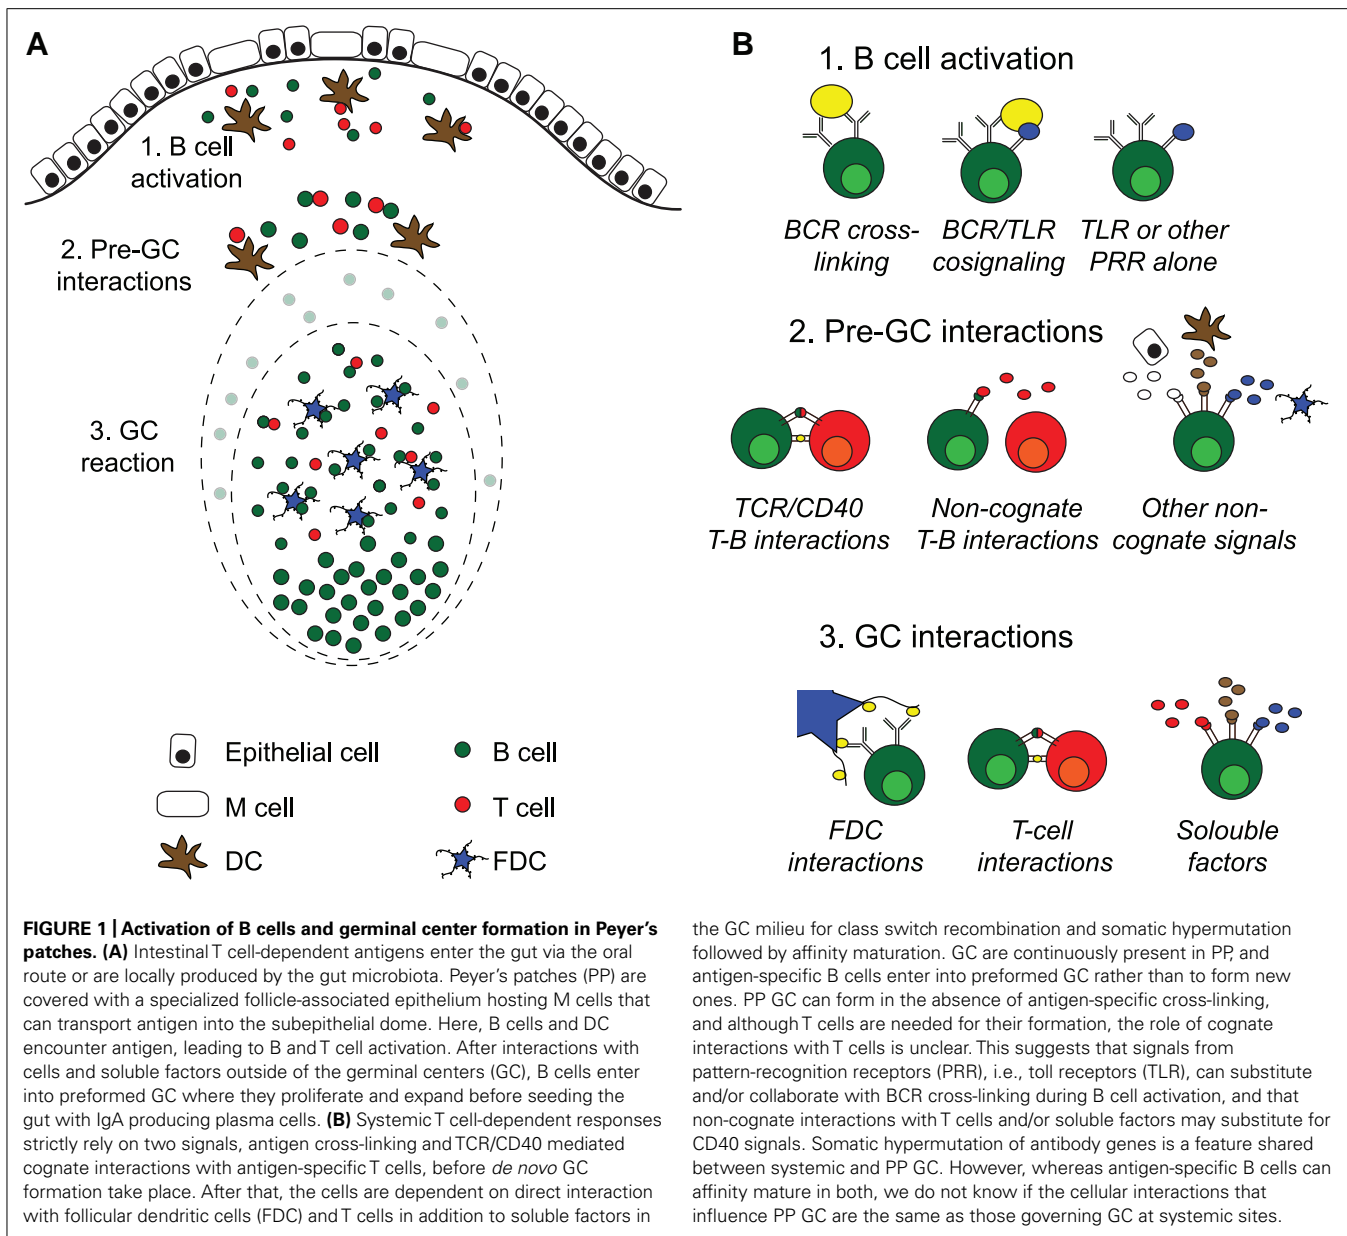 A
1. B cell
activation
2. Pre-GC
interactions
3. GC
reaction
Epithelial cell
B cell
M cell
T cell
DC
FDC
B
1. B cell activation
BCR cross-
linking
BCR/TLR
cosignaling
TLR or other
PRR alone
2. Pre-GC interactions
TCR/CD40
T-B interactions
Non-cognate
T-B interactions
Other non-
cognate signals
3. GC interactions
FDC
interactions
T-cell
interactions
Solouble
factors
FIGURE 1 | Activation of B cells and germinal center formation in Peyer's
patches. (A) Intestinal T cell-dependent antigens enter the gut via the oral
route or are locally produced by the gut microbiota. Peyer's patches (PP) are
covered with a specialized follicle-associated epithelium hosting M cells that
can transport antigen into the subepithelial dome. Here, B cells and DC
encounter antigen, leading to B and T cell activation. After interactions with
cells and soluble factors outside of the germinal centers (GC), B cells enter
into preformed GC where they proliferate and expand before seeding the
gut with IgA producing plasma cells. (B) Systemic T cell-dependent responses
strictly rely on two signals, antigen cross-linking and TCR/CD40 mediated
cognate interactions with antigen-specific T cells, before de novo GC
formation take place. After that, the cells are dependent on direct interaction
with follicular dendritic cells (FDC) and T cells in addition to soluble factors in
the GC milieu for class switch recombination and somatic hypermutation
followed by affinity maturation. GC are continuously present in PP, and
antigen-specific B cells enter into preformed GC rather than to form new
ones. PP GC can form in the absence of antigen-specific cross-linking,
and although T cells are needed for their formation, the role of cognate
interactions with T cells is unclear. This suggests that signals from
pattern-recognition receptors (PRR), i.e., toll receptors (TLR), can substitute
and/or collaborate with BCR cross-linking during B cell activation, and that
non-cognate interactions with T cells and/or soluble factors may substitute for
CD40 signals. Somatic hypermutation of antibody genes is a feature shared
between systemic and PP GC. However, whereas antigen-specific B cells can
affinity mature in both, we do not know if the cellular interactions that
influence PP GC are the same as those governing GC at systemic sites.